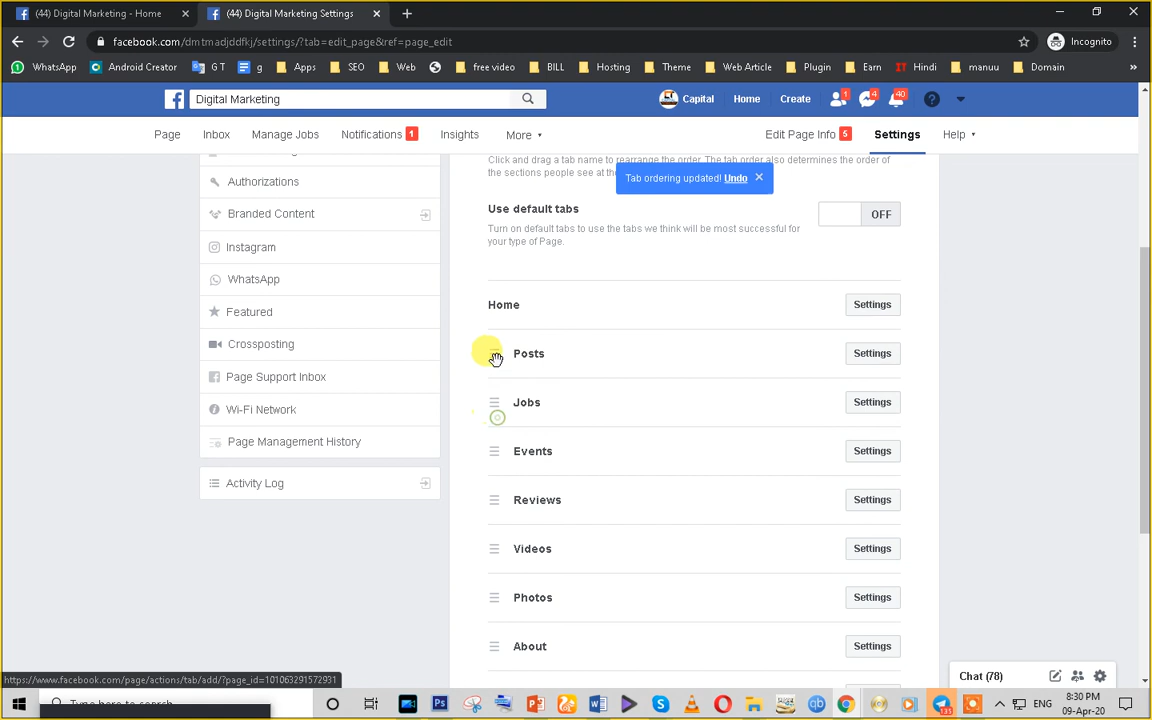 (44) Digital Marketing - Home
(44) Digital Marketing Settings
facebook.com/dmtmadjddfkj/settings/?tab=edit_page&ref=page_edit
Incognito
WhatsApp Android Creator G T g Apps SEO Web free video BILL Hosting Theme Web Article Plugin Earn IT Hindi manuu Domain »
Digital Marketing
Capital Home Create 1 4 40
Page Inbox Manage Jobs Notifications 1 Insights More Edit Page Info 5 Settings Help
Click and drag a tab name to rearrange the order. The tab order also determines the order of
the sections people see at the
Tab ordering updated! Undo
Authorizations
Branded Content
Instagram
WhatsApp
Featured
Crossposting
Page Support Inbox
Wi-Fi Network
Page Management History
Activity Log
Use default tabs
OFF
Turn on default tabs to use the tabs we think will be most successful for
your type of Page.
Home Settings
Posts Settings
Jobs Settings
Events Settings
Reviews Settings
Videos Settings
Photos Settings
About Settings
Chat (78)
https://www.facebook.com/page/actions/tab/add/?page_id=101063291572931
ENG
8:30 PM
09-Apr-20